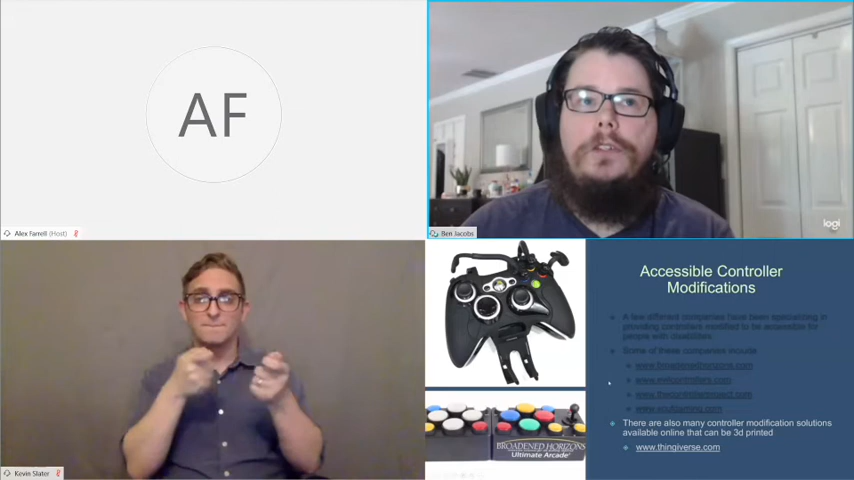 AF
Alex Farrell (Host)
logi
Ben Jacobs
Kevin Slater
BROADENED HORIZONS
Ultimate Arcade
Accessible Controller
Modifications
A few different companies have been specializing in
providing controllers modified to be accessible for
people with disabilities.
Some of these companies include
www.broadenedhorizons.com
www.evilcontrollers.com
www.thecontrollerproject.com
There are also many controller modification solutions
available online that can be 3d printed
www.thingiverse.com